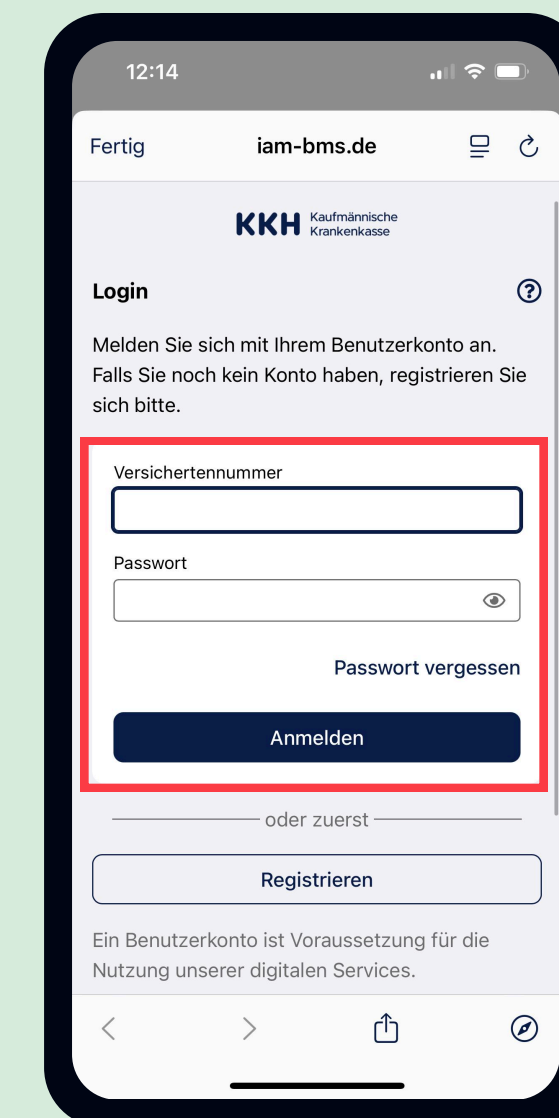 12:14
Fertig iam-bms.de
KKH Kaufmännische
Krankenkasse
Login
Melden Sie sich mit Ihrem Benutzerkonto an.
Falls Sie noch kein Konto haben, registrieren Sie
sich bitte.
Versichertennummer
Passwort
Passwort vergessen
Anmelden
oder zuerst
Registrieren
Ein Benutzerkonto ist Voraussetzung für die
Nutzung unserer digitalen Services.